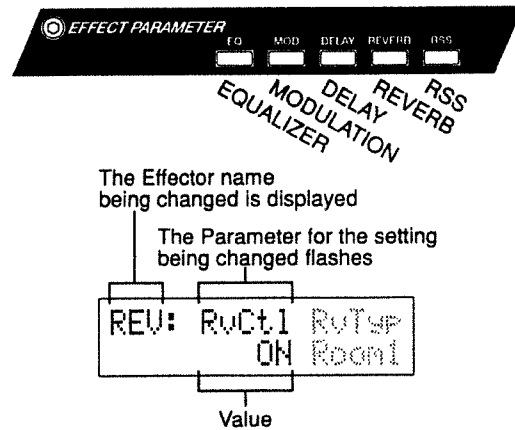 EFFECT PARAMETER
EQ MOD DELAY REVERB RSS
EQUALIZER
MODULATION
DELAY
REVERB
RSS
The Effector name
being changed is displayed
The Parameter for the setting
being changed flashes
REV: RvCtl RvTyp
ON Room1
Value